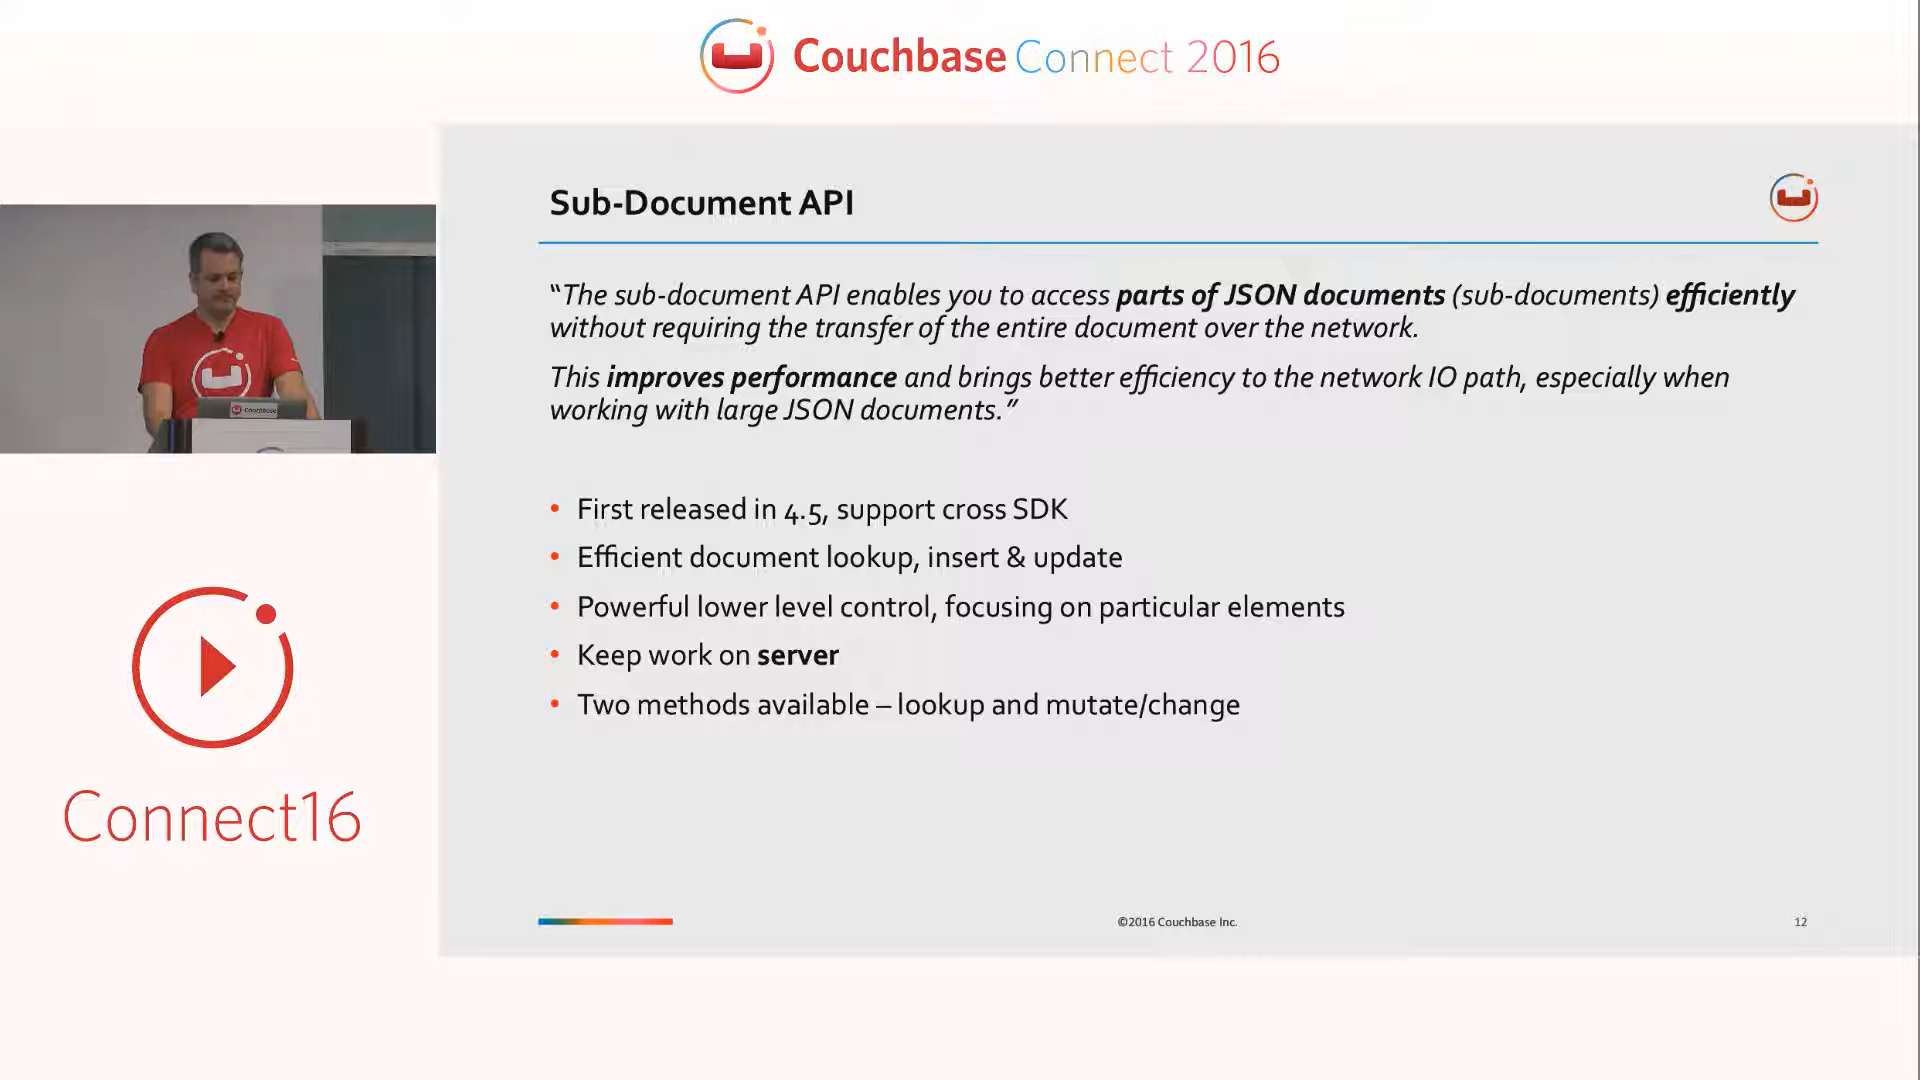 Couchbase Connect 2016
Sub-Document API
“The sub-document API enables you to access parts of JSON documents (sub-documents) efficiently
without requiring the transfer of the entire document over the network.
This improves performance and brings better efficiency to the network IO path, especially when
working with large JSON documents.”
• First released in 4.5, support cross SDK
• Efficient document lookup, insert & update
• Powerful lower level control, focusing on particular elements
• Keep work on server
• Two methods available – lookup and mutate/change
Couchbase
Connect16
©2016 Couchbase Inc.
12